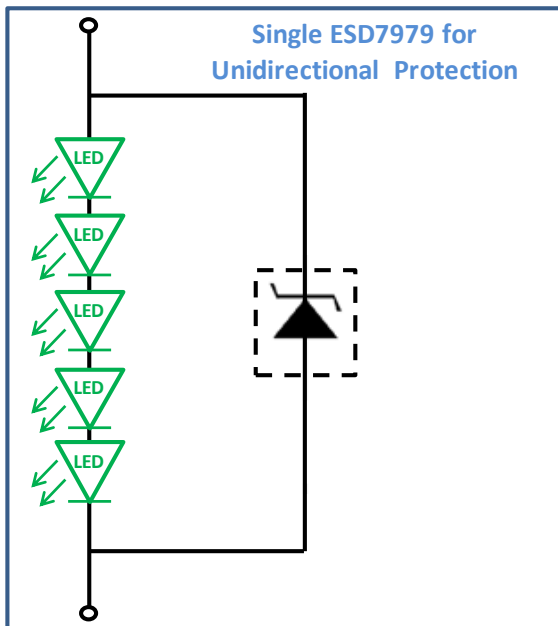 Single ESD7979 for
Unidirectional Protection
LED
LED
LED
LED
LED